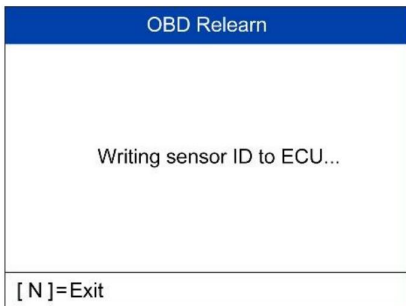 OBD Relearn
Writing sensor ID to ECU...
[ N ]=Exit